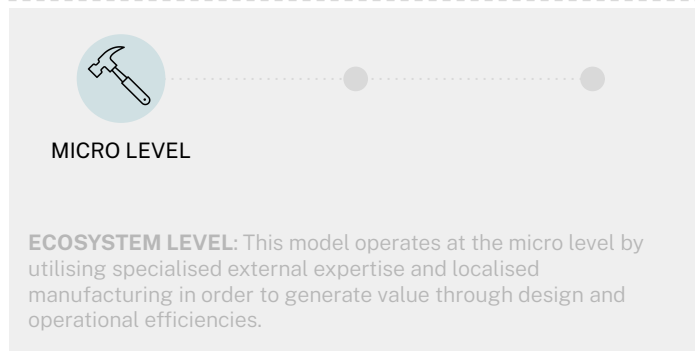 MICRO LEVEL
ECOSYSTEM LEVEL: This model operates at the micro level by
utilising specialised external expertise and localised
manufacturing in order to generate value through design and
operational efficiencies.